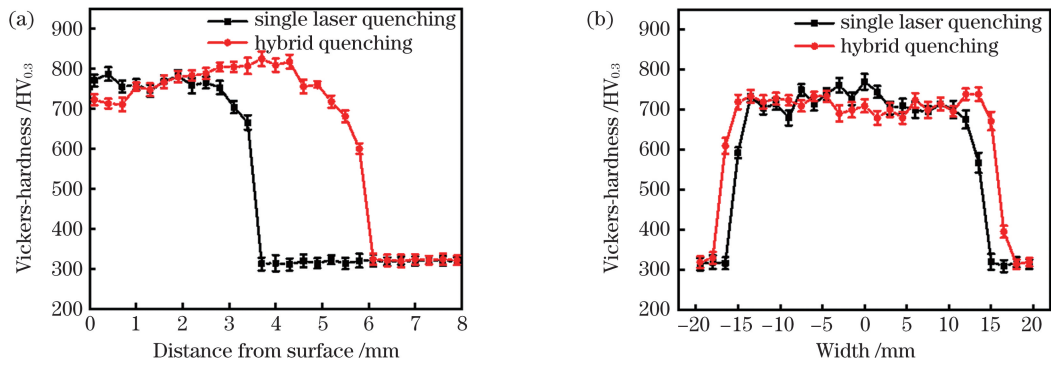 (a)
900
800
700
600
500
400
300
200
Vickers-hardness /HV0.3
single laser quenching
hybrid quenching
0 1 2 3 4 5 6 7 8
Distance from surface /mm
(b)
900
800
700
600
500
400
300
200
Vickers-hardness /HV0.3
single laser quenching
hybrid quenching
−20 −15 −10 −5 0 5 10 15 20
Width /mm